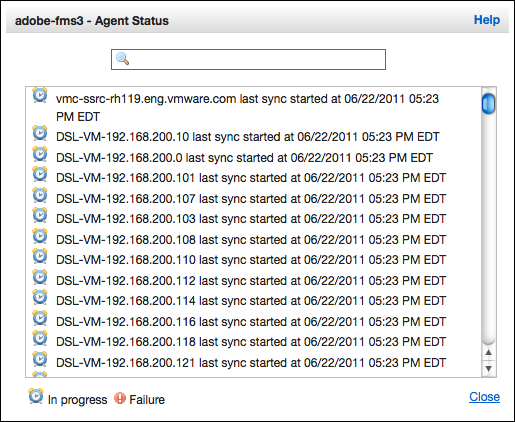 adobe-fms3 - Agent Status
Help
vmc-ssrc-rh119.eng.vmware.com last sync started at 06/22/2011 05:23
PM EDT
DSL-VM-192.168.200.10 last sync started at 06/22/2011 05:23 PM EDT
DSL-VM-192.168.200.0 last sync started at 06/22/2011 05:23 PM EDT
DSL-VM-192.168.200.101 last sync started at 06/22/2011 05:23 PM EDT
DSL-VM-192.168.200.107 last sync started at 06/22/2011 05:23 PM EDT
DSL-VM-192.168.200.103 last sync started at 06/22/2011 05:23 PM EDT
DSL-VM-192.168.200.108 last sync started at 06/22/2011 05:23 PM EDT
DSL-VM-192.168.200.110 last sync started at 06/22/2011 05:23 PM EDT
DSL-VM-192.168.200.112 last sync started at 06/22/2011 05:23 PM EDT
DSL-VM-192.168.200.114 last sync started at 06/22/2011 05:23 PM EDT
DSL-VM-192.168.200.116 last sync started at 06/22/2011 05:23 PM EDT
DSL-VM-192.168.200.118 last sync started at 06/22/2011 05:23 PM EDT
DSL-VM-192.168.200.121 last sync started at 06/22/2011 05:23 PM EDT
In progress Failure
Close